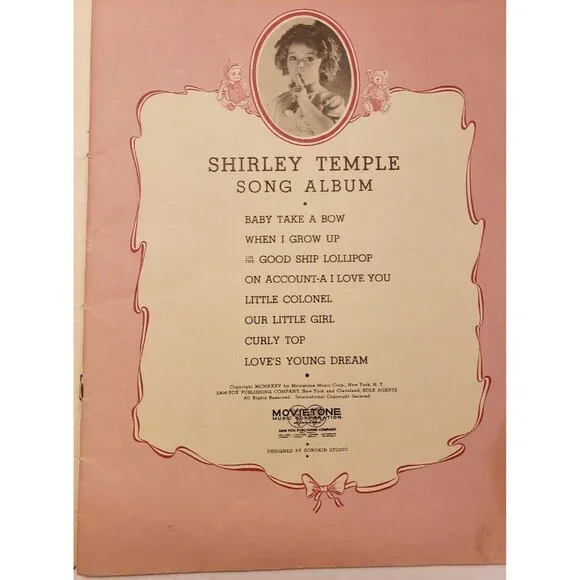 SHIRLEY TEMPLE
SONG ALBUM
BABY TAKE A BOW
WHEN I GROW UP
ON THE GOOD SHIP LOLLIPOP
ON ACCOUNT-A I LOVE YOU
LITTLE COLONEL
OUR LITTLE GIRL
CURLY TOP
LOVE'S YOUNG DREAM
Copyright MCMXXXV by Movietone Music Corp., New York, N. Y.
SAM FOX PUBLISHING COMPANY, New York and Cleveland, SOLE AGENTS
All Rights Reserved International Copyright Secured
MOVIETONE
MUSIC CORPORATION
SAM FOX PUBLISHING COMPANY
DESIGNED BY SOROKIN STUDIO